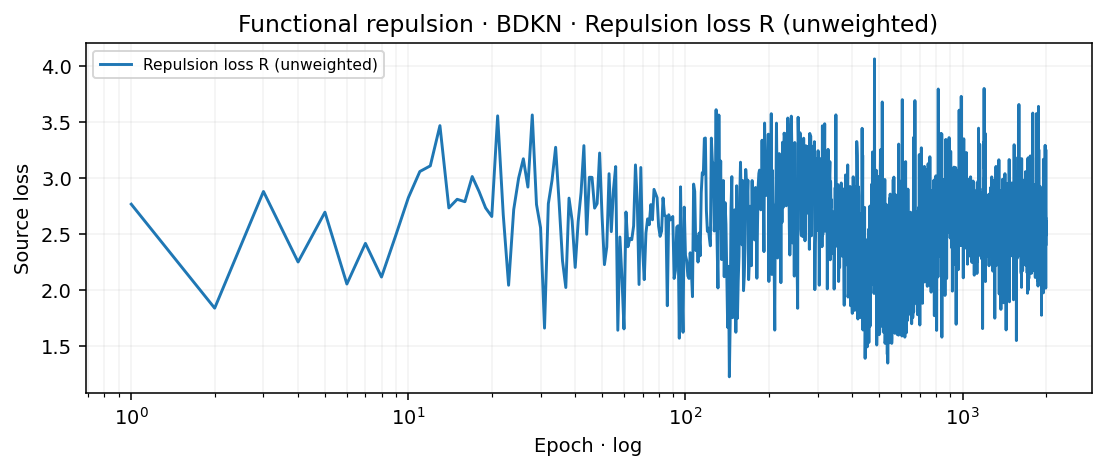 Functional repulsion · BDKN · Repulsion loss R (unweighted)
Repulsion loss R (unweighted)
Source loss
4.0
3.5
3.0
2.5
2.0
1.5
10⁰ 10¹ 10² 10³
Epoch · log